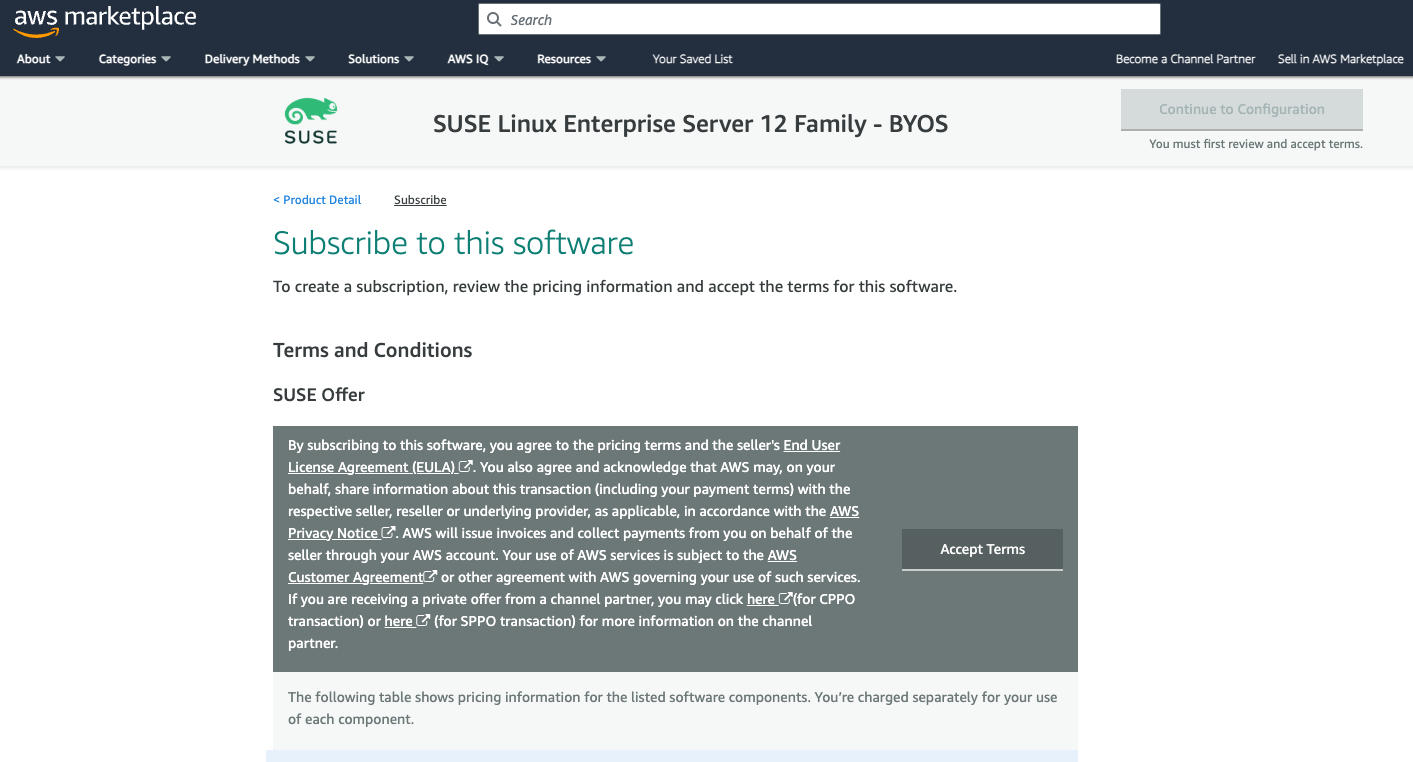 aws marketplace
Search
About
Categories
Delivery Methods
Solutions
AWS IQ
Resources
Your Saved List
Become a Channel Partner
Sell in AWS Marketplace
SUSE
SUSE Linux Enterprise Server 12 Family - BYOS
Continue to Configuration
You must first review and accept terms.
< Product Detail
Subscribe
Subscribe to this software
To create a subscription, review the pricing information and accept the terms for this software.
Terms and Conditions
SUSE Offer
By subscribing to this software, you agree to the pricing terms and the seller's End User
License Agreement (EULA). You also agree and acknowledge that AWS may, on your
behalf, share information about this transaction (including your payment terms) with the
respective seller, reseller or underlying provider, as applicable, in accordance with the AWS
Privacy Notice. AWS will issue invoices and collect payments from you on behalf of the
seller through your AWS account. Your use of AWS services is subject to the AWS
Customer Agreement or other agreement with AWS governing your use of such services.
If you are receiving a private offer from a channel partner, you may click here (for CPPO
transaction) or here (for SPPO transaction) for more information on the channel
partner.
Accept Terms
The following table shows pricing information for the listed software components. You’re charged separately for your use
of each component.